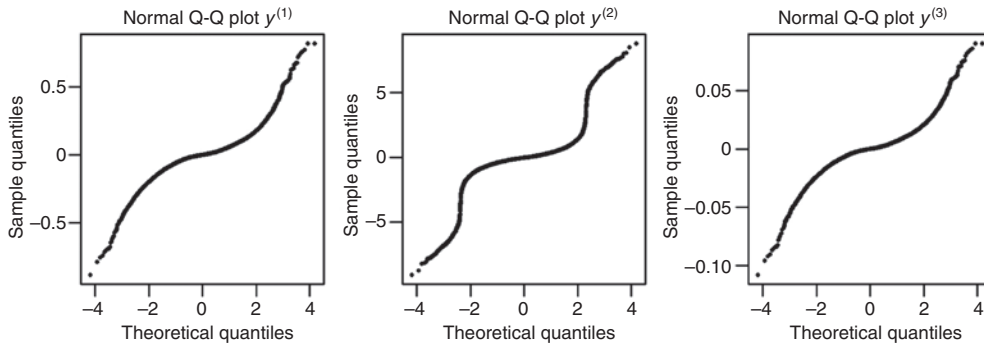 Normal Q-Q plot y(1)
0.5
0
−0.5
Sample quantiles
−4 −2 0 2 4
Theoretical quantiles
Normal Q-Q plot y(2)
5
0
−5
Sample quantiles
−4 −2 0 2 4
Theoretical quantiles
Normal Q-Q plot y(3)
0.05
0
−0.05
−0.10
Sample quantiles
−4 −2 0 2 4
Theoretical quantiles